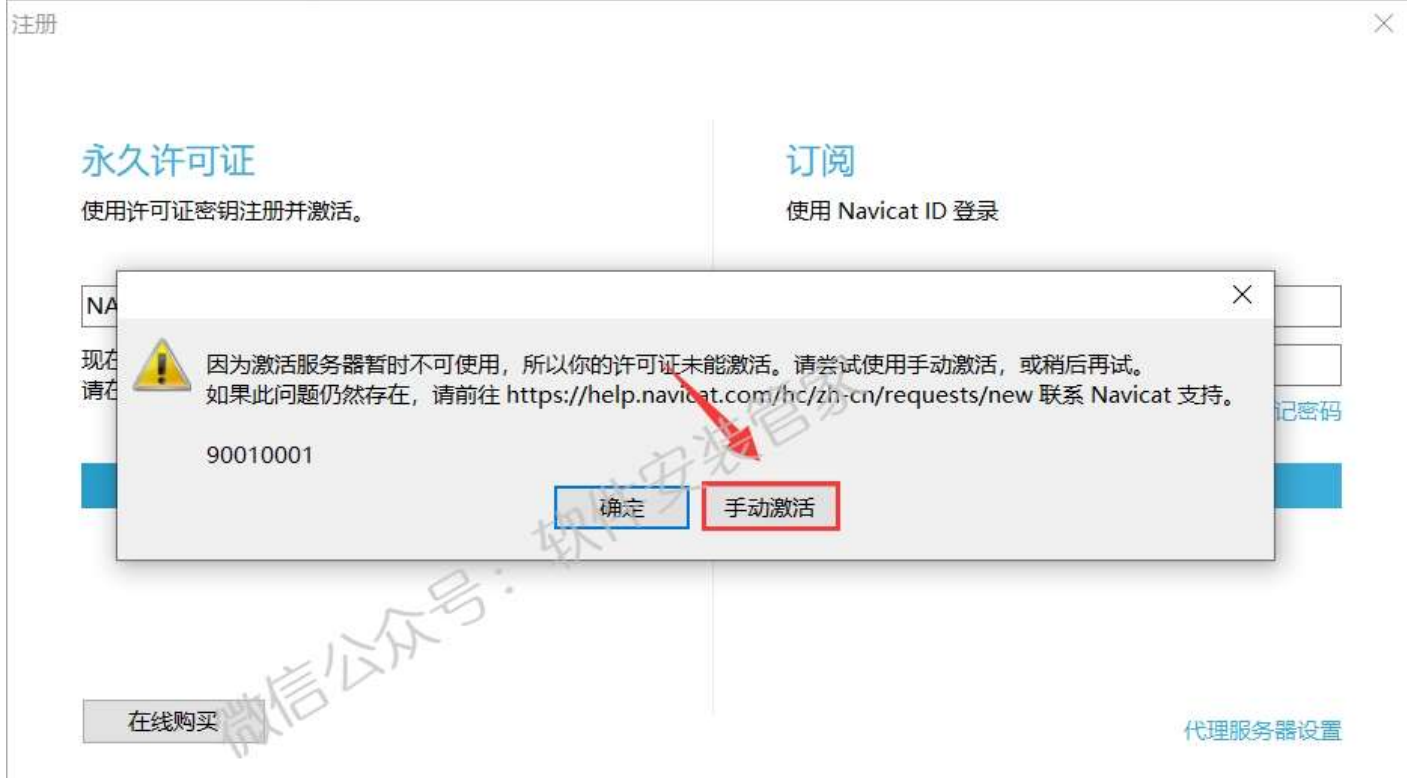 注册
永久许可证
订阅
使用许可证密钥注册并激活。
使用 Navicat ID 登录
NA
现在
请在
因为激活服务器暂时不可使用，所以你的许可证未能激活。请尝试使用手动激活，或稍后再试。
如果此问题仍然存在，请前往 https://help.navicat.com/hc/zh-cn/requests/new 联系 Navicat 支持。
记密码
90010001
确定
手动激活
微信公众号：软件安装管家
在线购买
代理服务器设置